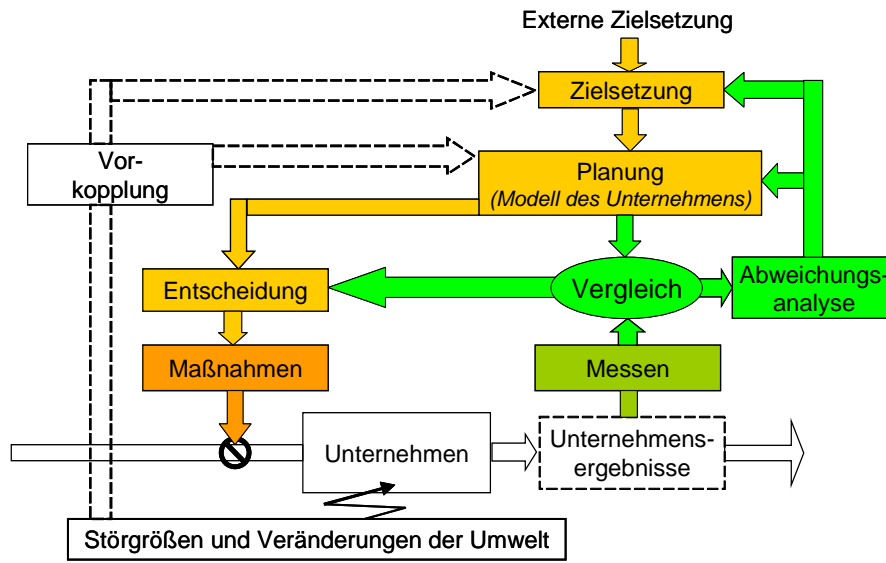 Externe Zielsetzung
Zielsetzung
Vor-
kopplung
Planung
(Modell des Unternehmens)
Entscheidung
Vergleich
Abweichungs-
analyse
Maßnahmen
Messen
Unternehmen
Unternehmens-
ergebnisse
Störgrößen und Veränderungen der Umwelt